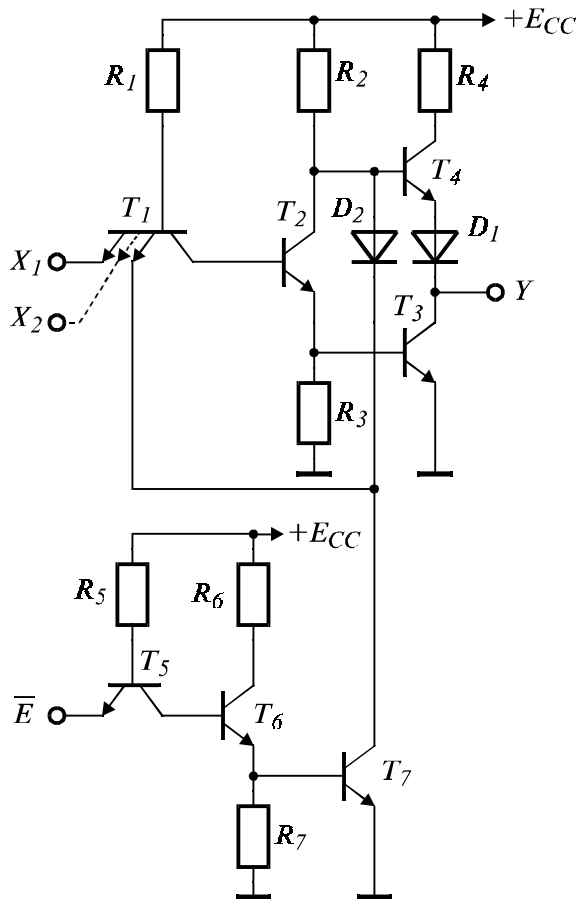 +E_CC
R_1
R_2
R_4
T_1
T_2
D_2
T_4
D_1
X_1
X_2
T_3
Y
R_3
+E_CC
R_5
R_6
T_5
E̅
T_6
T_7
R_7